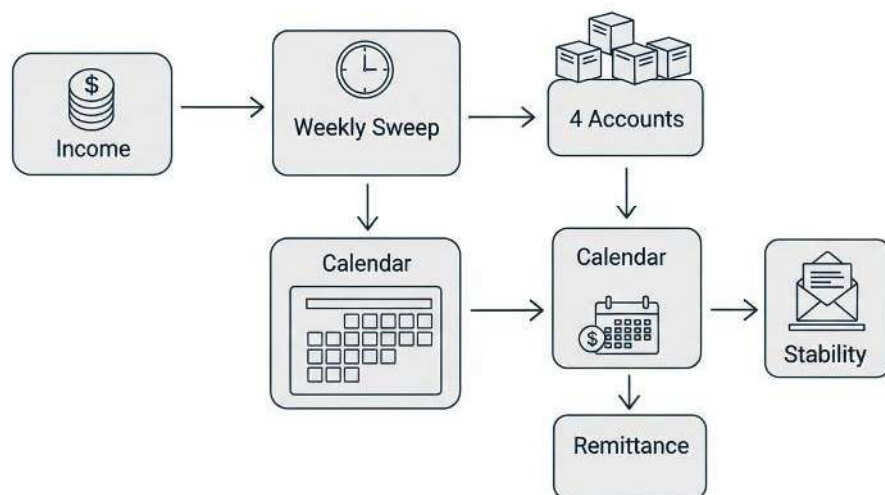 $
Income
Weekly Sweep
4 Accounts
Calendar
Calendar
$
Stability
Remittance